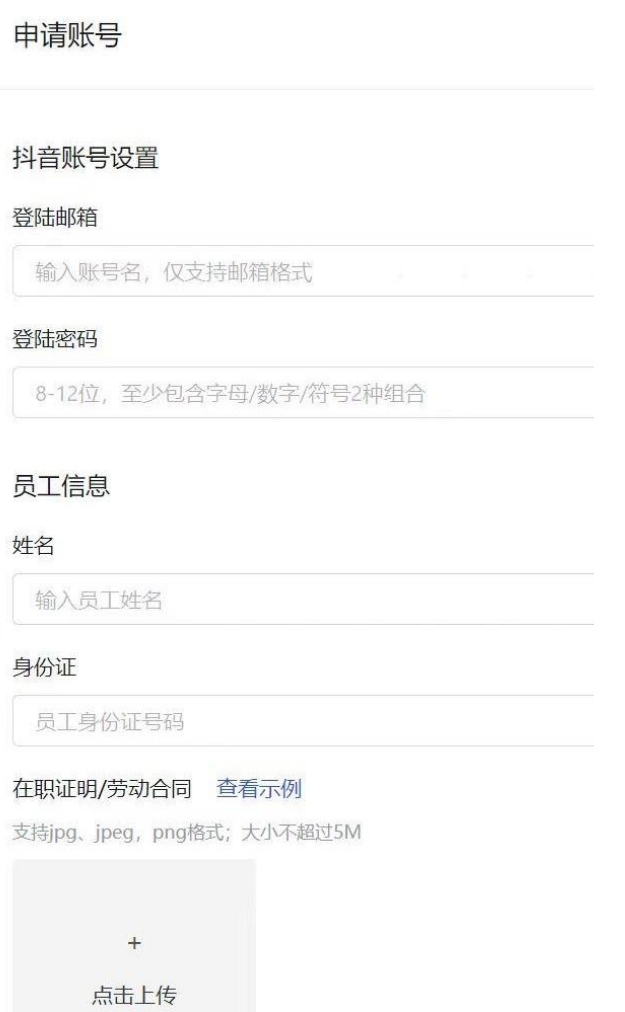 申请账号
抖音账号设置
登陆邮箱
输入账号名，仅支持邮箱格式
登陆密码
8-12位，至少包含字母/数字/符号2种组合
员工信息
姓名
输入员工姓名
身份证
员工身份证号码
在职证明/劳动合同 查看示例
支持jpg、jpeg，png格式；大小不超过5M
+
点击上传